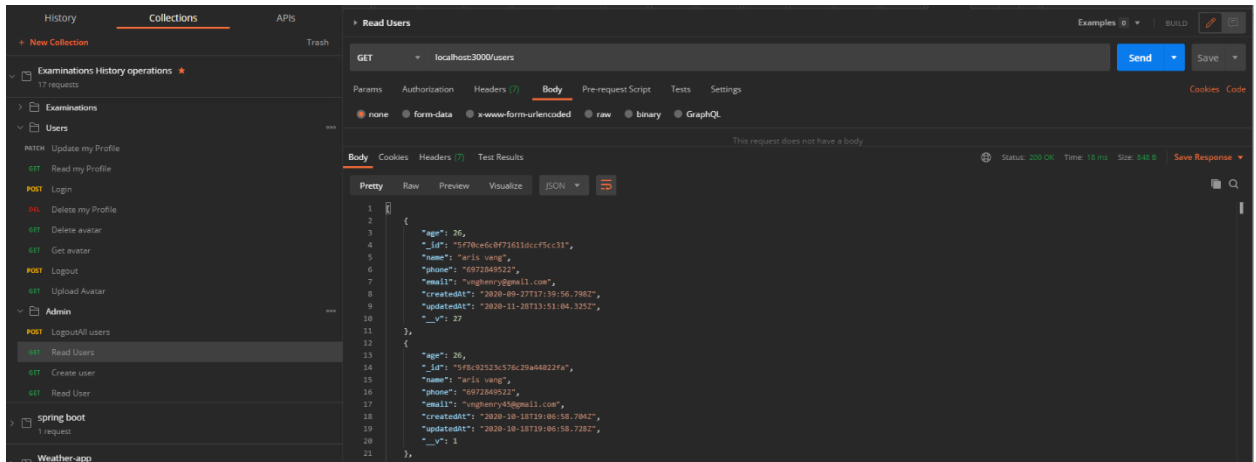 History Collections APIs
+ New Collection Trash
Examinations History operations
17 requests
Examinations
Users
PATCH Update my Profile
GET Read my Profile
POST Login
DEL Delete my Profile
GET Delete avatar
GET Get avatar
POST Logout
GET Upload Avatar
Admin
POST LogoutAll users
GET Read Users
GET Create user
GET Read User
spring boot
1 request
Weather-app
Read Users Examples 0 BUILD
GET localhost:3000/users Send Save
Params Authorization Headers (7) Body Pre-request Script Tests Settings Cookies Code
none form-data x-www-form-urlencoded raw binary GraphQL
This request does not have a body
Body Cookies Headers (7) Test Results Status: 200 OK Time: 18 ms Size: 848 B Save Response
Pretty Raw Preview Visualize JSON
1 [
2 {
3 "age": 26,
4 "_id": "5f70ce6c0f71611dccf5cc31",
5 "name": "aris vang",
6 "phone": "6972849522",
7 "email": "vnghenry@gmail.com",
8 "createdAt": "2020-09-27T17:39:56.798Z",
9 "updatedAt": "2020-11-28T13:51:04.325Z",
10 "__v": 27
11 },
12 {
13 "age": 26,
14 "_id": "5f8c92523c576c29a44022fa",
15 "name": "aris vang",
16 "phone": "6972849522",
17 "email": "vnghenry45@gmail.com",
18 "createdAt": "2020-10-18T19:06:58.704Z",
19 "updatedAt": "2020-10-18T19:06:58.728Z",
20 "__v": 1
21 },